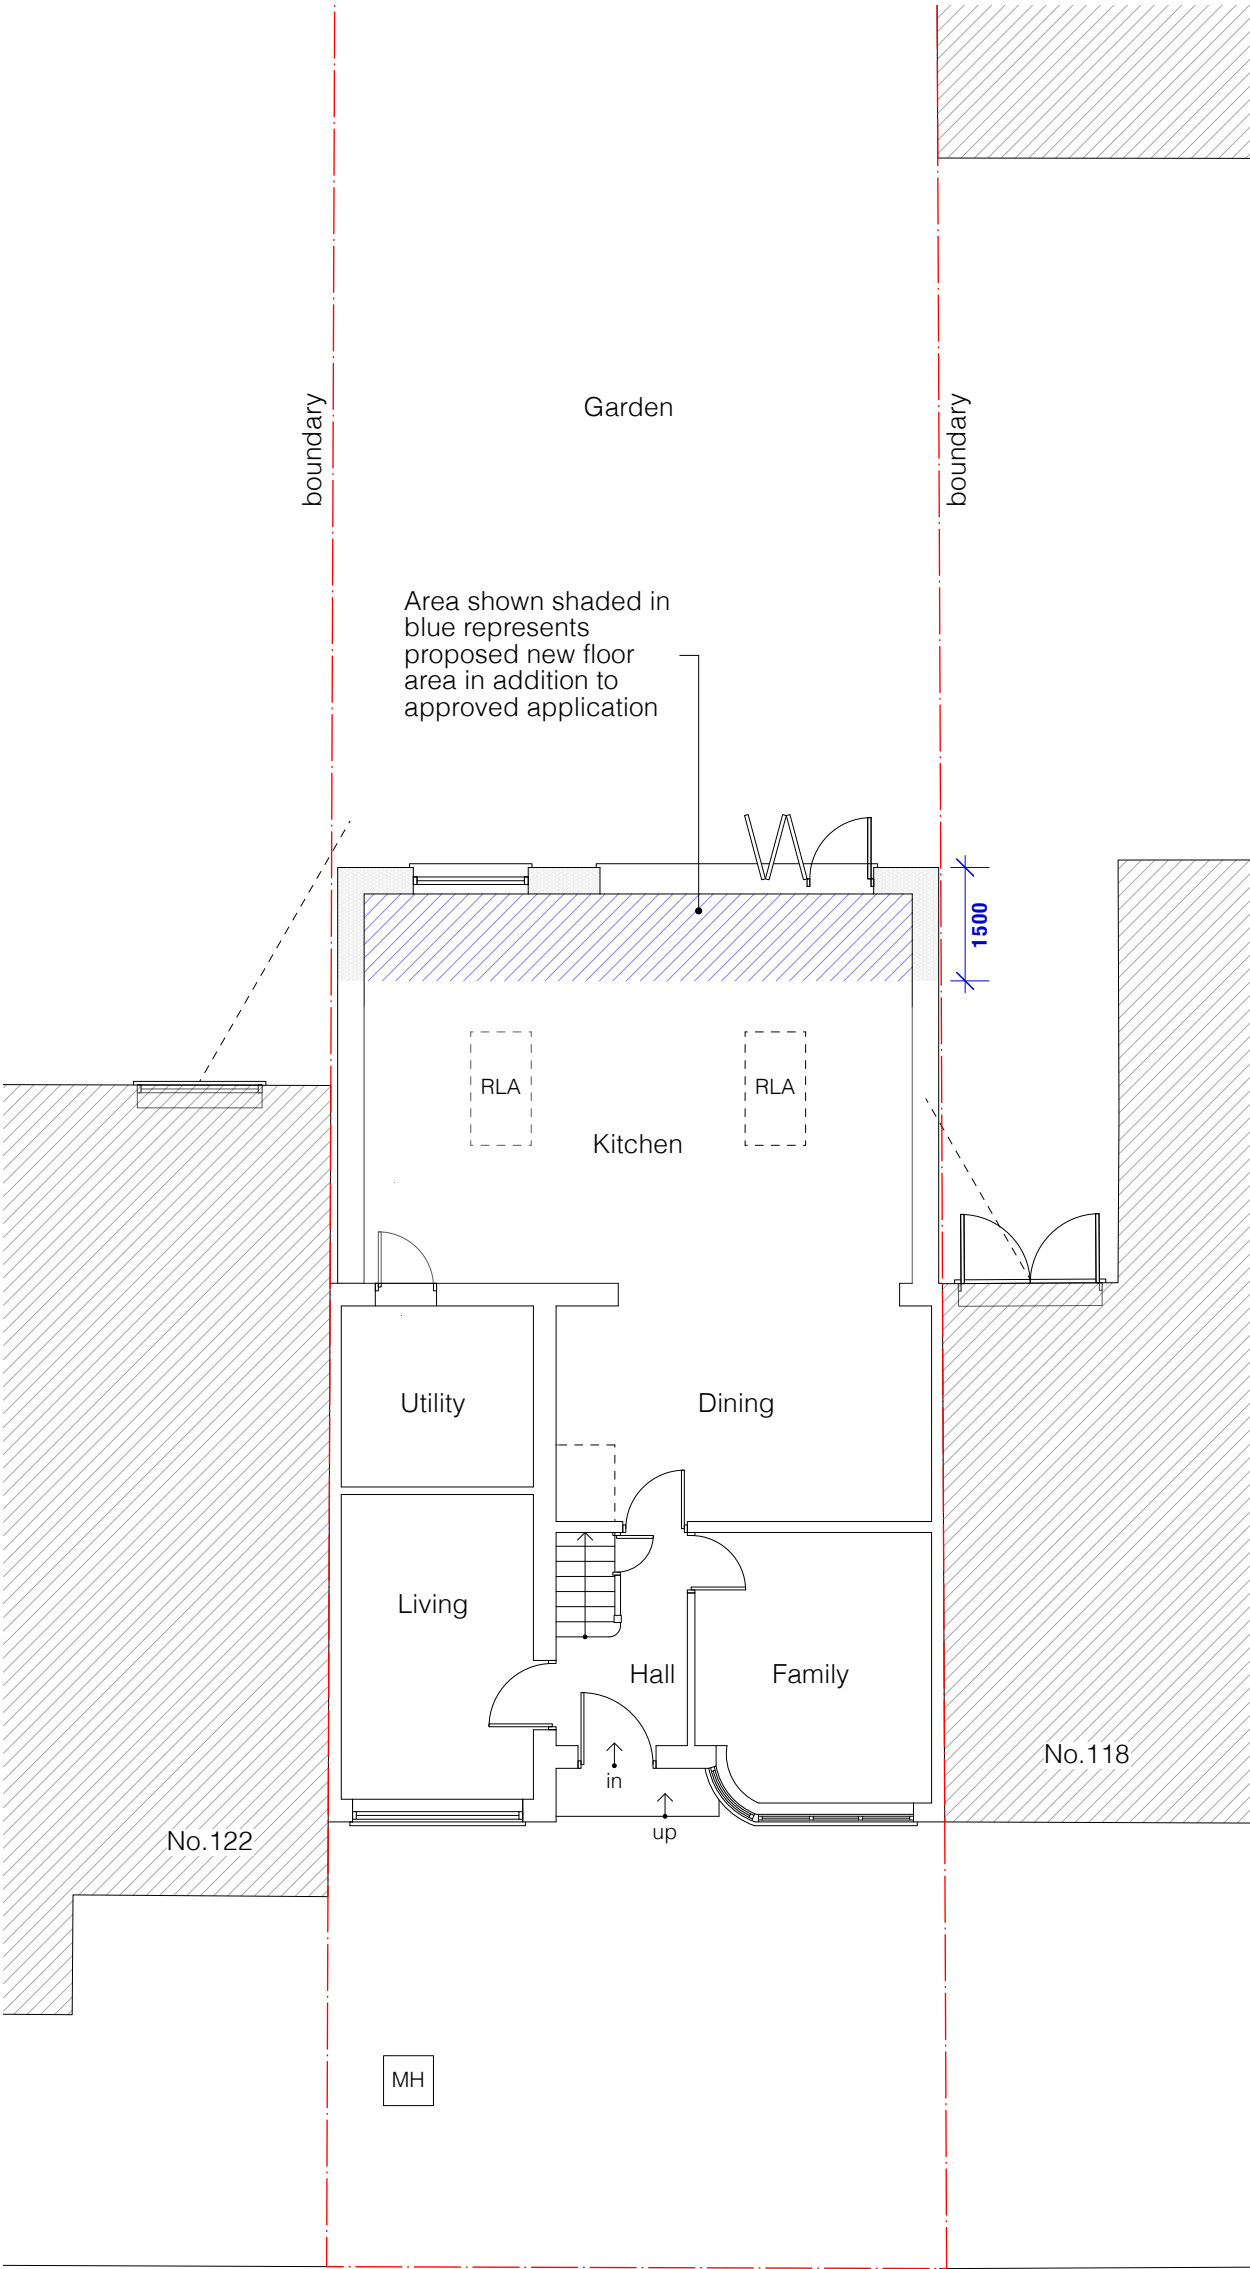 boundary
Garden
boundary
Area shown shaded in
blue represents
proposed new floor
area in addition to
approved application
1500
RLA
RLA
Kitchen
Utility
Dining
Living
Hall
Family
in
up
No.118
No.122
MH